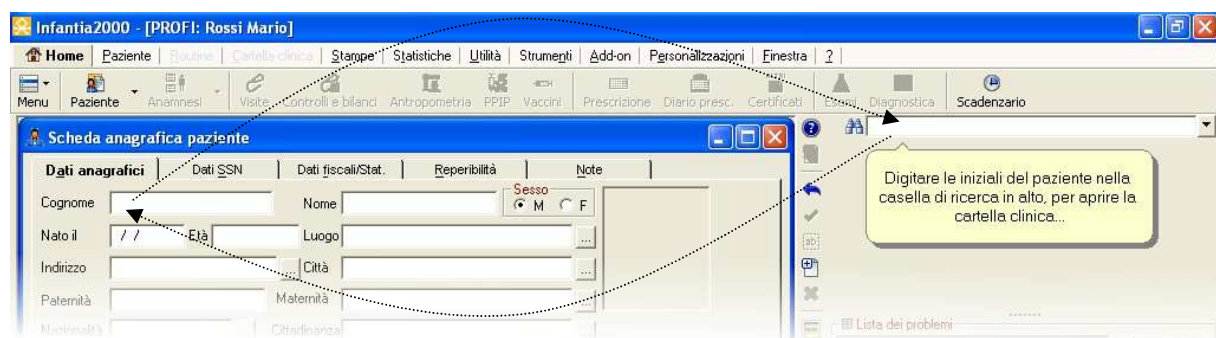 Infantia2000 - [PROFI: Rossi Mario]
Home Paziente Routine Cartella clinica Stampe Statistiche Utilità Strumenti Add-on Personalizzazioni Finestra ?
Menu Paziente Anamnesi Visite Controlli e bilanci Antropometria PPIP Vaccini Prescrizione Diario presc. Certificati Esami Diagnostica Scadenzario
Scheda anagrafica paziente
Dati anagrafici Dati SSN Dati fiscali/Stat. Reperibilità Note
Cognome Nome Sesso M F
Nato il / / Età Luogo ...
Indirizzo ... Città ...
Paternità Maternità ...
Nazionalità Cittadinanza ...
Digitare le iniziali del paziente nella
casella di ricerca in alto, per aprire la
cartella clinica...
ab
Lista dei problemi